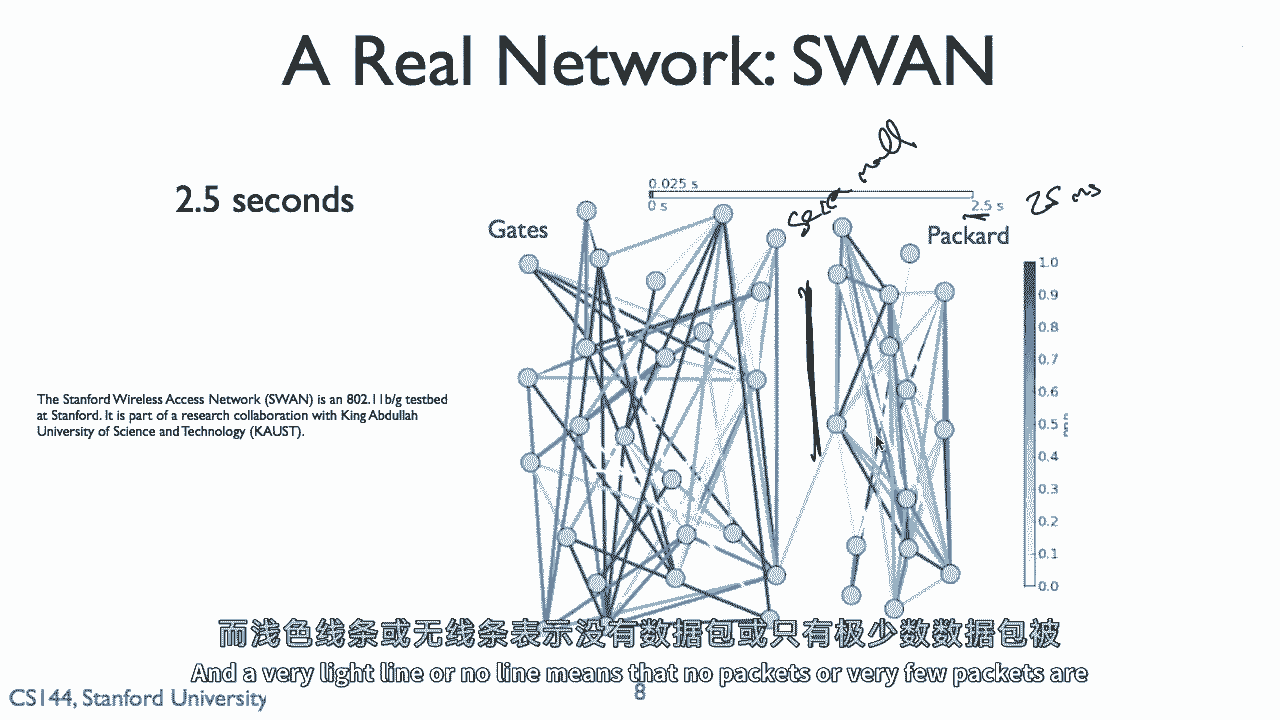 A Real Network: SWAN
2.5 seconds
0.025 s
0 s
2.5 s
25 ms
Gates
Packard
1.0
0.9
0.8
0.7
0.6
0.5
0.4
0.3
0.2
0.1
0.0
The Stanford Wireless Access Network (SWAN) is an 802.11b/g testbed
at Stanford. It is part of a research collaboration with King Abdullah
University of Science and Technology (KAUST).
而浅色线条或无线条表示没有数据包或只有极少数数据包被
And a very light line or no line means that no packets or very few packets are
CS144, Stanford University
8